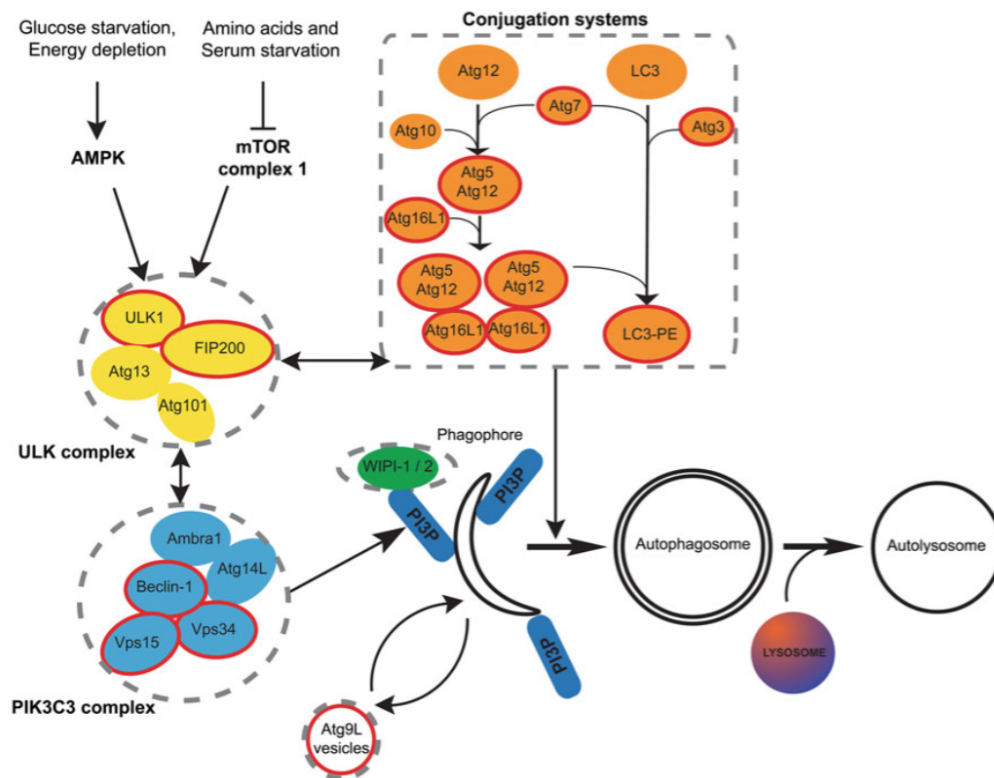 Glucose starvation,
Energy depletion
Amino acids and
Serum starvation
AMPK
mTOR
complex 1
Conjugation systems
Atg12
LC3
Atg7
Atg10
Atg3
Atg5
Atg12
Atg16L1
Atg5
Atg12
Atg5
Atg12
Atg16L1
Atg16L1
LC3-PE
ULK1
FIP200
Atg13
Atg101
ULK complex
Ambra1
Atg14L
Beclin-1
Vps15
Vps34
PIK3C3 complex
Phagophore
WIPI-1 / 2
PI3P
PI3P
PI3P
Atg9L
vesicles
Autophagosome
LYSOSOME
Autolysosome